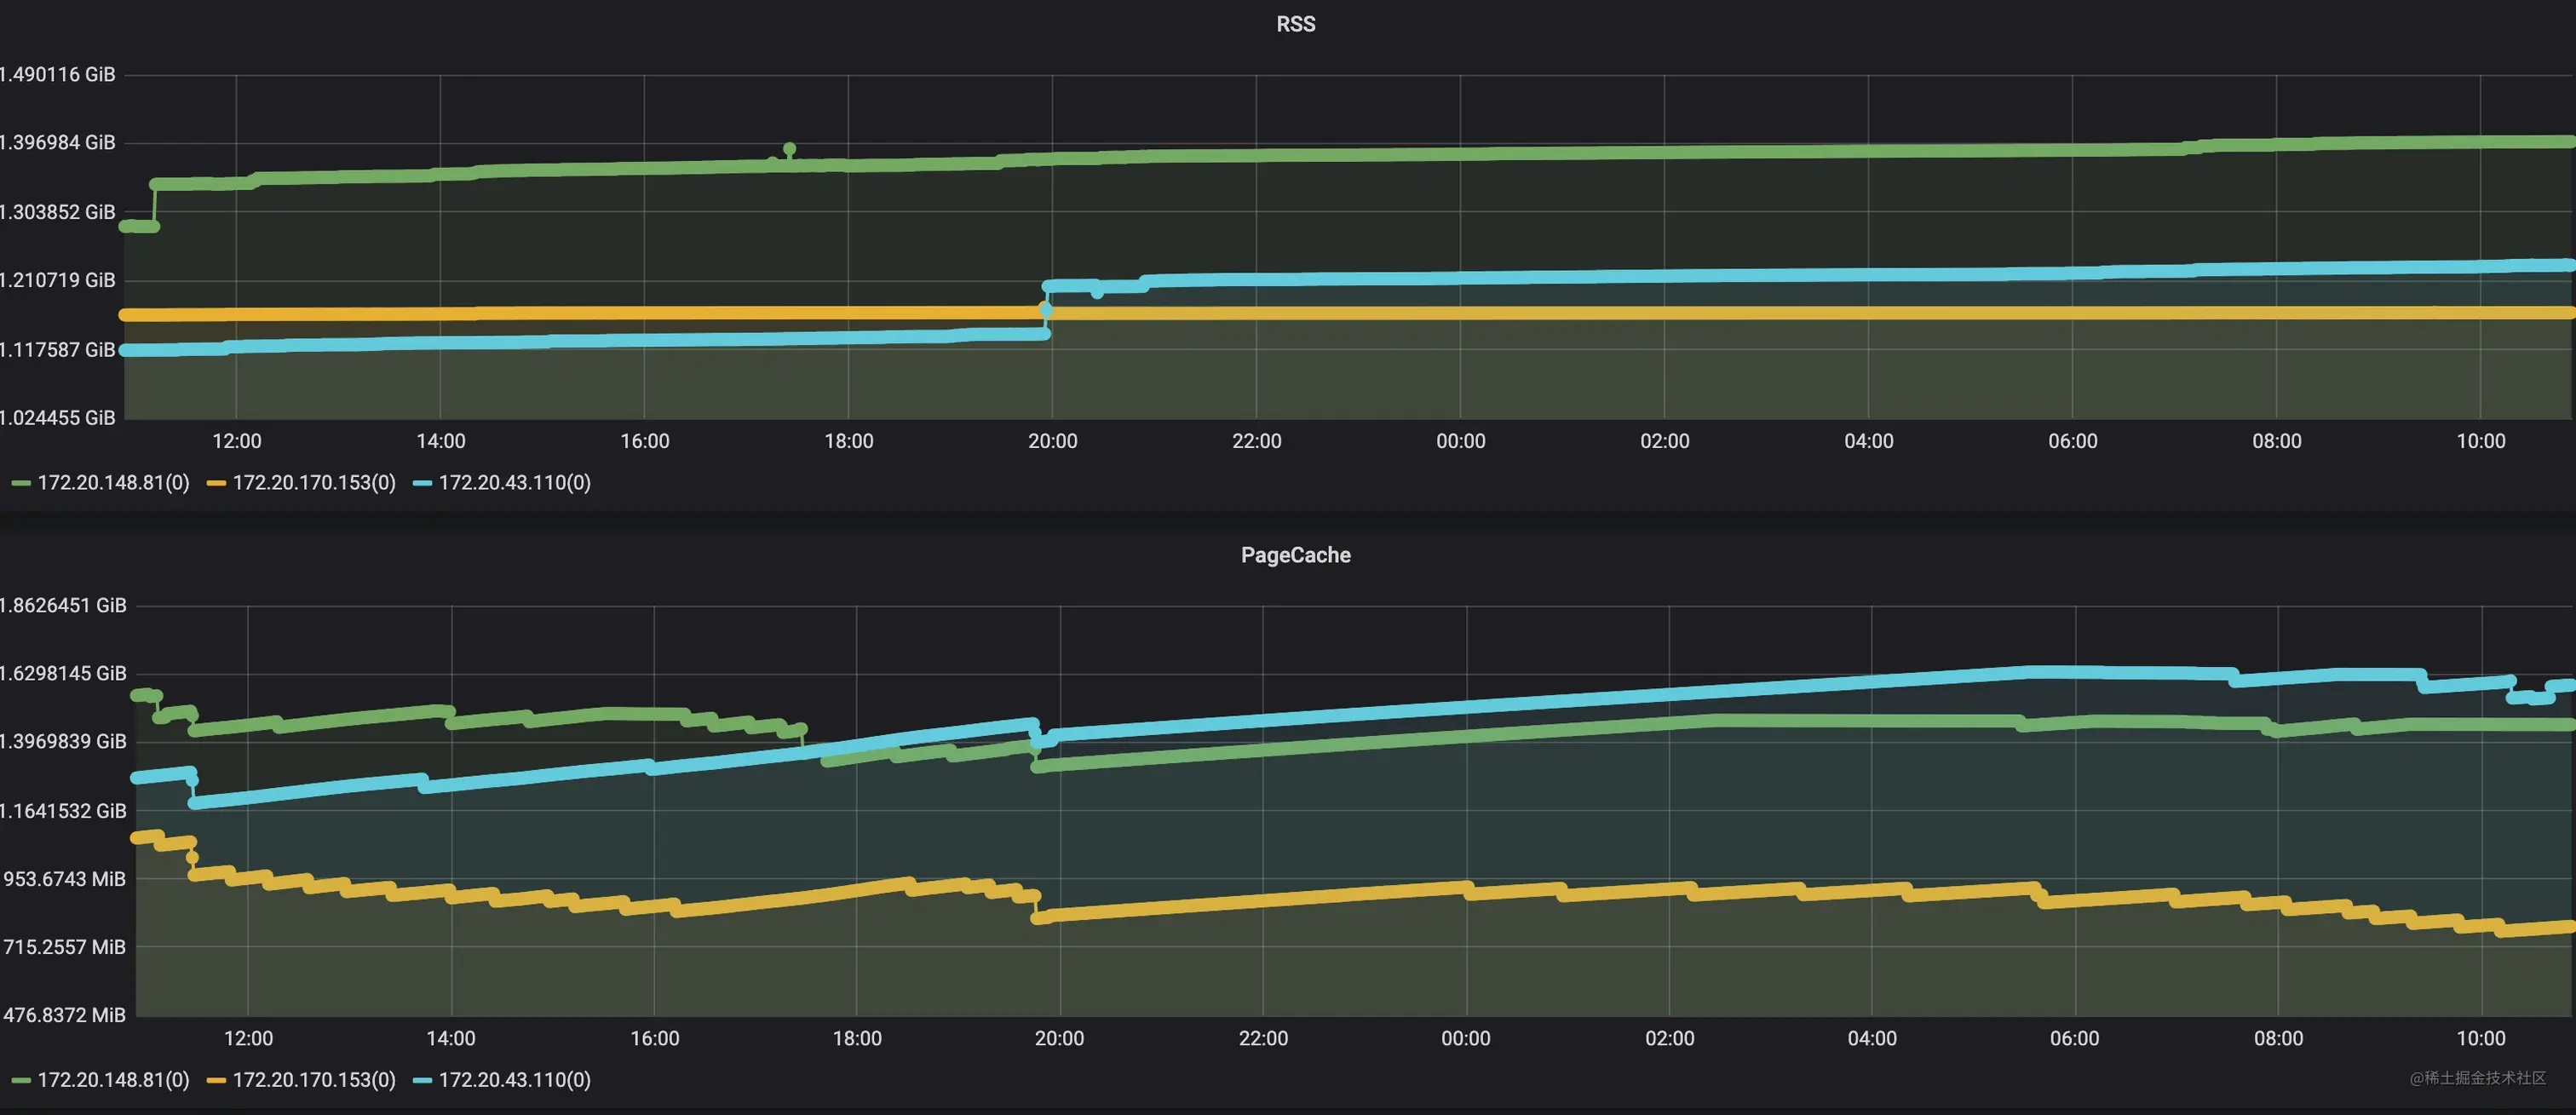 RSS
1.490116 GiB
1.396984 GiB
1.303852 GiB
1.210719 GiB
1.117587 GiB
1.024455 GiB
12:00 14:00 16:00 18:00 20:00 22:00 00:00 02:00 04:00 06:00 08:00 10:00
172.20.148.81(0) 172.20.170.153(0) 172.20.43.110(0)
PageCache
1.8626451 GiB
1.6298145 GiB
1.3969839 GiB
1.1641532 GiB
953.6743 MiB
715.2557 MiB
476.8372 MiB
12:00 14:00 16:00 18:00 20:00 22:00 00:00 02:00 04:00 06:00 08:00 10:00
172.20.148.81(0) 172.20.170.153(0) 172.20.43.110(0)
@稀土掘金技术社区